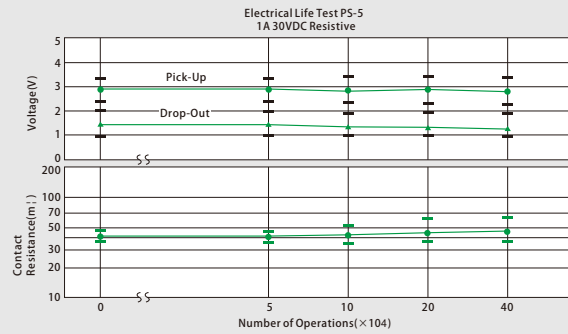 Electrical Life Test PS-5
1A 30VDC Resistive
Voltage(V)
5
4
3
2
1
0
Pick-Up
Drop-Out
Contact
Resistance(m¦)
200
100
70
50
30
20
10
0
5
10
20
40
Number of Operations(×104)